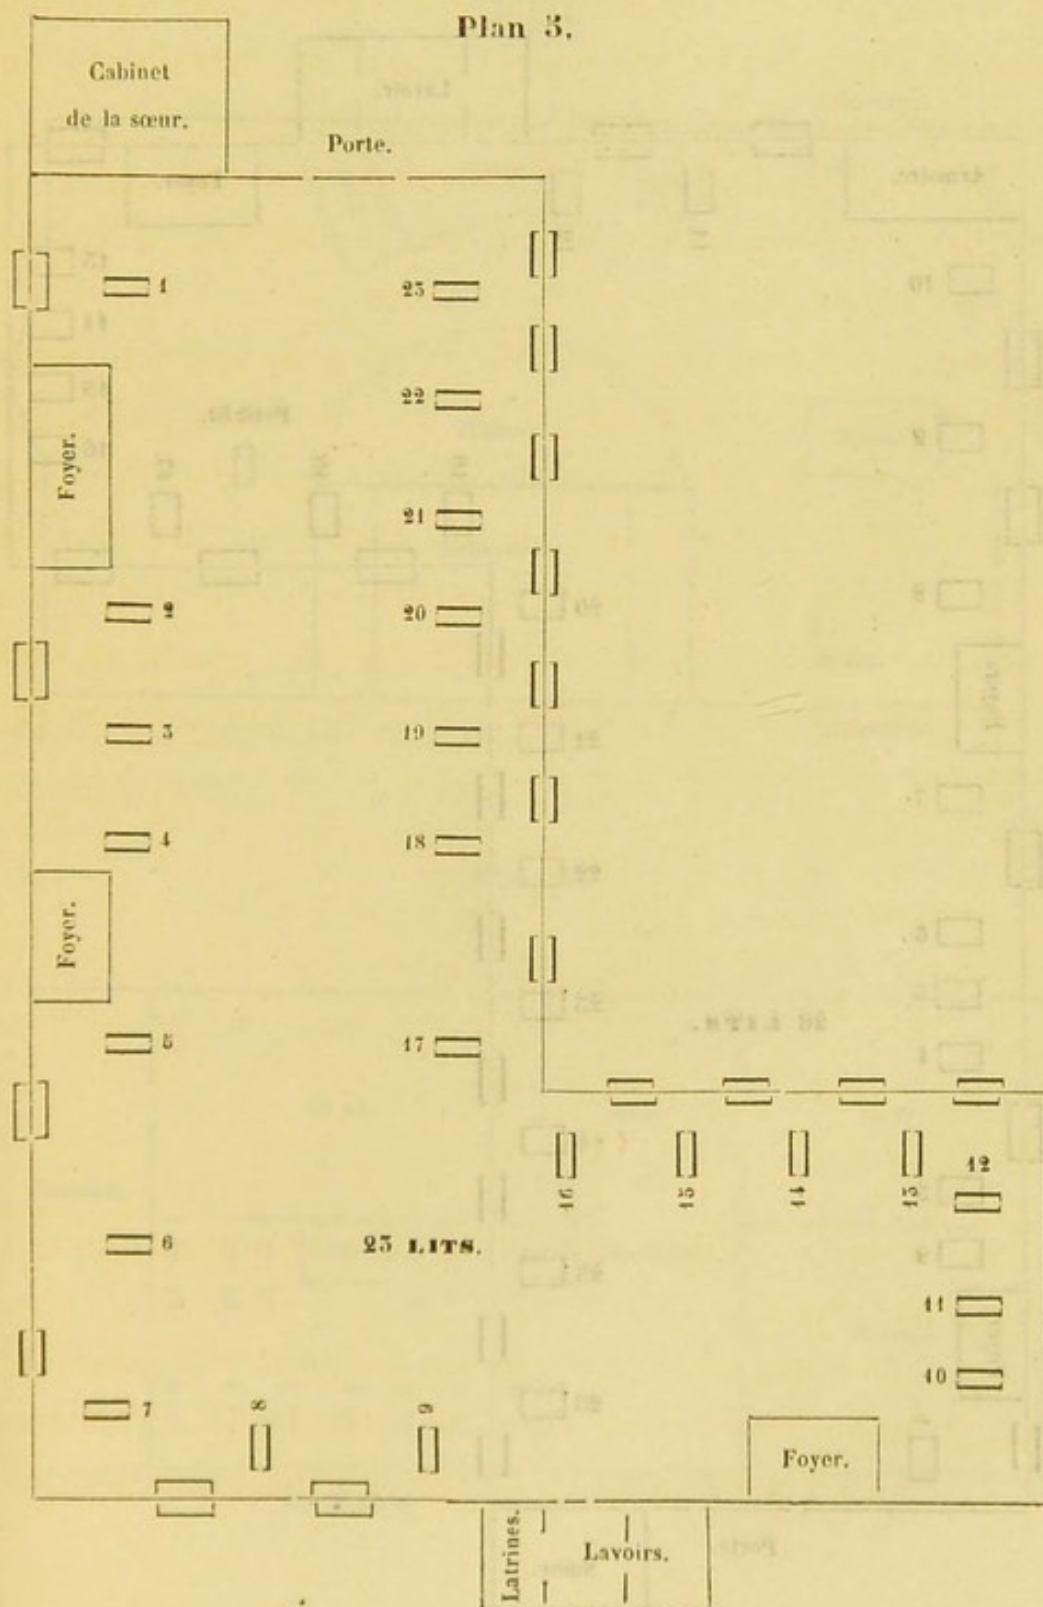 Plan 5.
Cabinet
de la sœur.
Porte.
1
23
Foyer.
22
21
2
20
3
19
4
18
Foyer.
5
17
16
15
14
13
12
6
23 LITS.
11
10
7
8
9
Foyer.
Latrines.
Lavoirs.